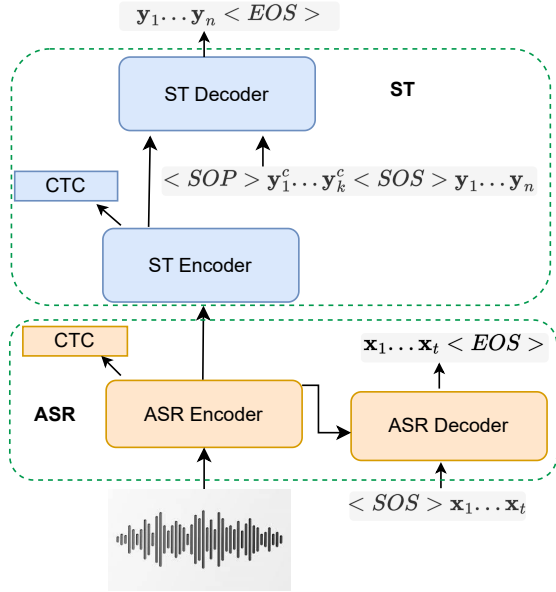 y₁...yₙ <EOS>
ST Decoder
ST
<SOP> y₁ᶜ...yₖᶜ <SOS> y₁...yₙ
CTC
ST Encoder
CTC
x₁...xₜ <EOS>
ASR
ASR Encoder
ASR Decoder
<SOS> x₁...xₜ